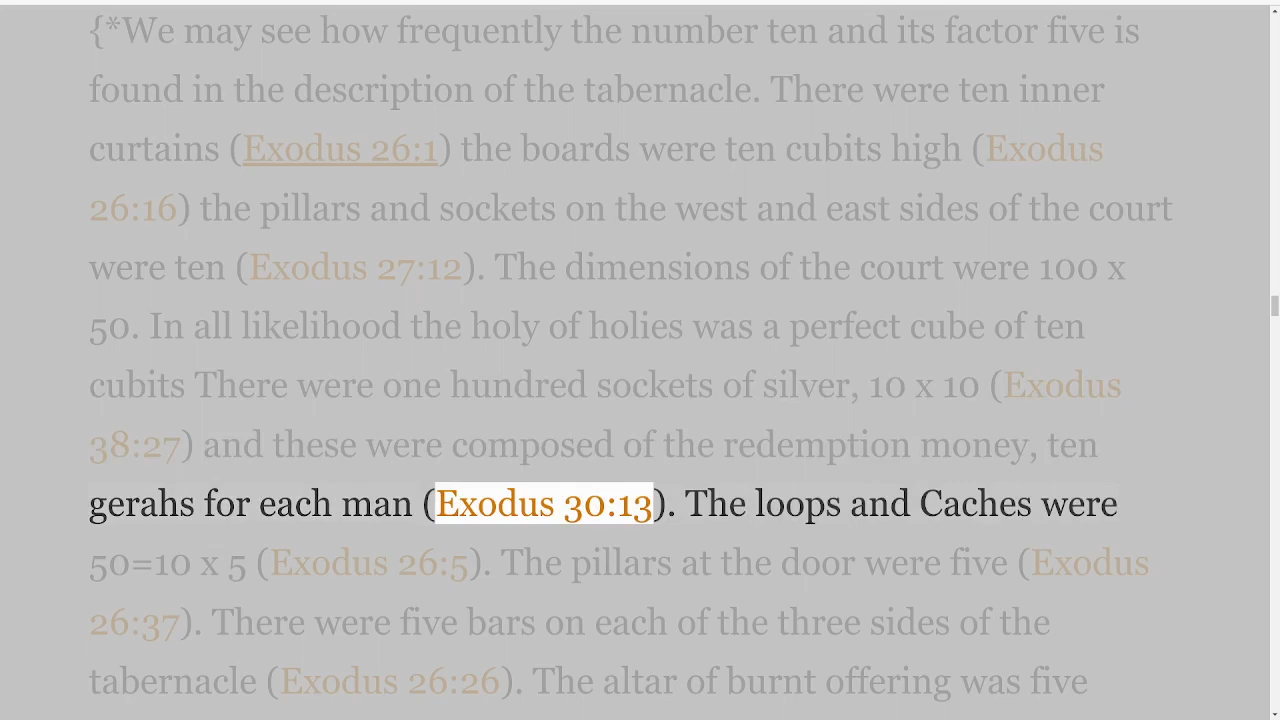 {*We may see how frequently the number ten and its factor five is
found in the description of the tabernacle. There were ten inner
curtains (Exodus 26:1) the boards were ten cubits high (Exodus
26:16) the pillars and sockets on the west and east sides of the court
were ten (Exodus 27:12). The dimensions of the court were 100 x
50. In all likelihood the holy of holies was a perfect cube of ten
cubits There were one hundred sockets of silver, 10 x 10 (Exodus
38:27) and these were composed of the redemption money, ten
gerahs for each man (Exodus 30:13). The loops and Caches were
50=10 x 5 (Exodus 26:5). The pillars at the door were five (Exodus
26:37). There were five bars on each of the three sides of the
tabernacle (Exodus 26:26). The altar of burnt offering was five